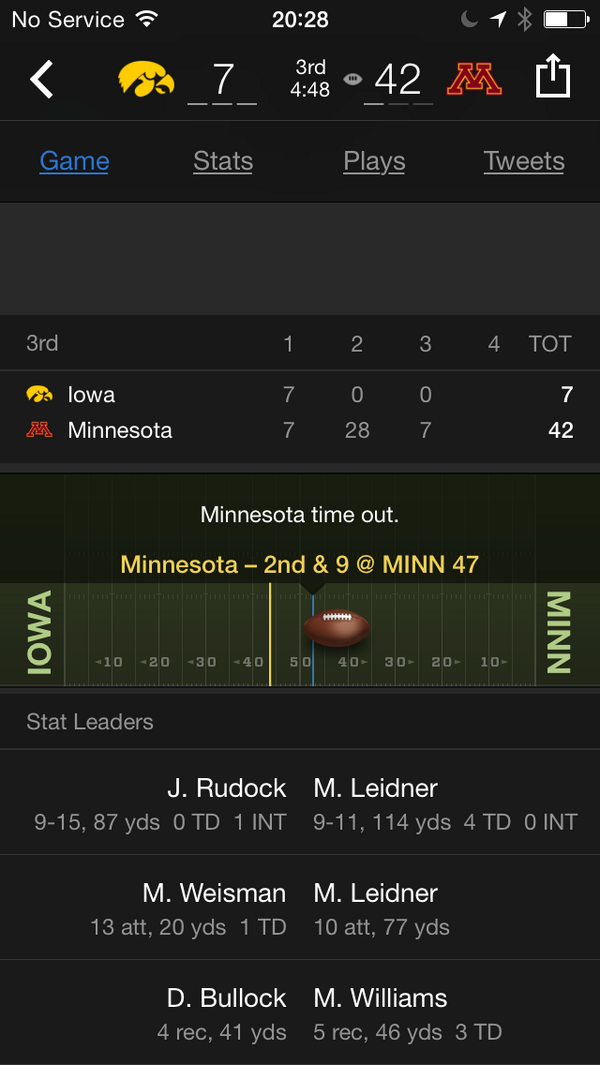 No Service 20:28
7 3rd 4:48 42
Game Stats Plays Tweets
3rd 1 2 3 4 TOT
Iowa 7 0 0 7
Minnesota 7 28 7 42
Minnesota time out.
Minnesota – 2nd & 9 @ MINN 47
IOWA 10 20 30 40 50 40 30 20 10 MINN
Stat Leaders
J. Rudock M. Leidner
9-15, 87 yds 0 TD 1 INT 9-11, 114 yds 4 TD 0 INT
M. Weisman M. Leidner
13 att, 20 yds 1 TD 10 att, 77 yds
D. Bullock M. Williams
4 rec, 41 yds 5 rec, 46 yds 3 TD